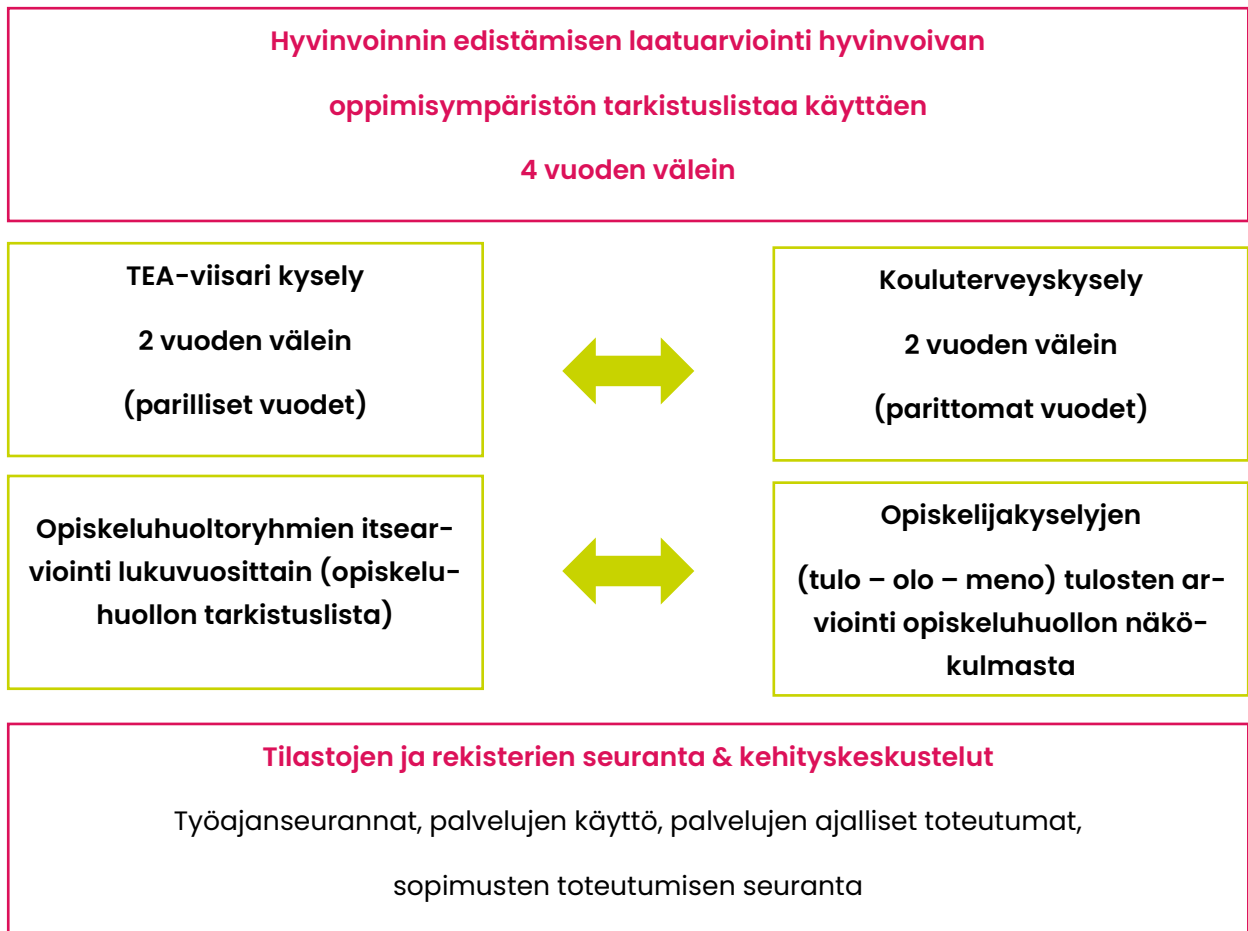 Hyvinvoinnin edistämisen laatuarviointi hyvinvoivan
oppimisympäristön tarkistuslistaa käyttäen
4 vuoden välein
TEA-viisari kysely
2 vuoden välein
(parilliset vuodet)
Kouluterveyskysely
2 vuoden välein
(parittomat vuodet)
Opiskeluhuoltoryhmien itsear-
viointi lukuvuosittain (opiskelu-
huollon tarkistuslista)
Opiskelijakyselyjen
(tulo – olo – meno) tulosten ar-
viointi opiskeluhuollon näkö-
kulmasta
Tilastojen ja rekisterien seuranta & kehityskeskustelut
Työajanseurannat, palvelujen käyttö, palvelujen ajalliset toteutumat,
sopimusten toteutumisen seuranta